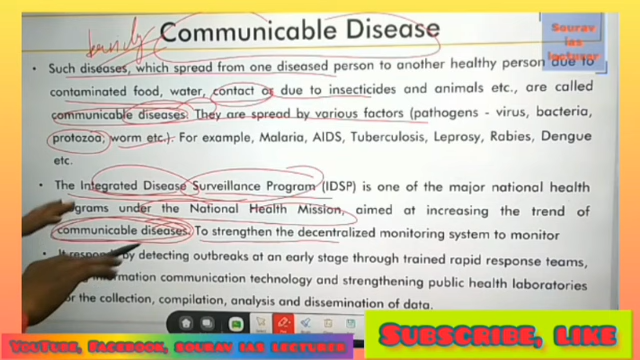 Communicable Disease
Sourav
ias
lecturer
• Such diseases, which spread from one diseased person to another healthy person due to
contaminated food, water, contact or due to insecticides and animals etc., are called
communicable diseases. They are spread by various factors (pathogens - virus, bacteria,
protozoa, worm etc.). For example, Malaria, AIDS, Tuberculosis, Leprosy, Rabies, Dengue
etc.
• The Integrated Disease Surveillance Program (IDSP) is one of the major national health
programs under the National Health Mission, aimed at increasing the trend of
communicable diseases. To strengthen the decentralized monitoring system to monitor
• It responds by detecting outbreaks at an early stage through trained rapid response teams,
information communication technology and strengthening public health laboratories
for the collection, compilation, analysis and dissemination of data.
YouTube, Facebook, sourav ias lecturer
SUBSCRIBE, LIKE